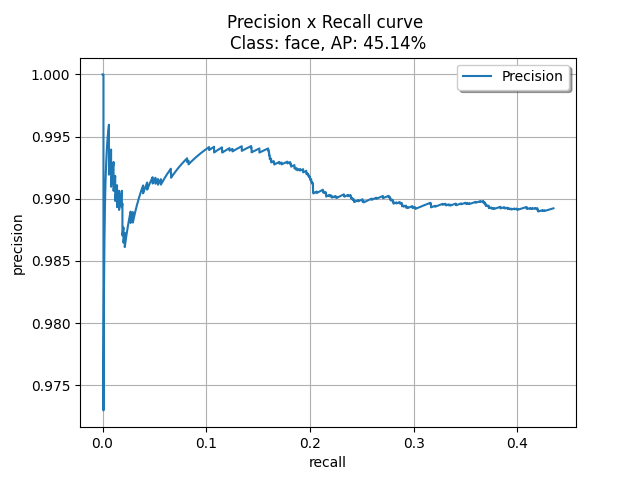 Precision x Recall curve
Class: face, AP: 45.14%
Precision
1.000
0.995
0.990
0.985
0.980
0.975
precision
0.0 0.1 0.2 0.3 0.4
recall